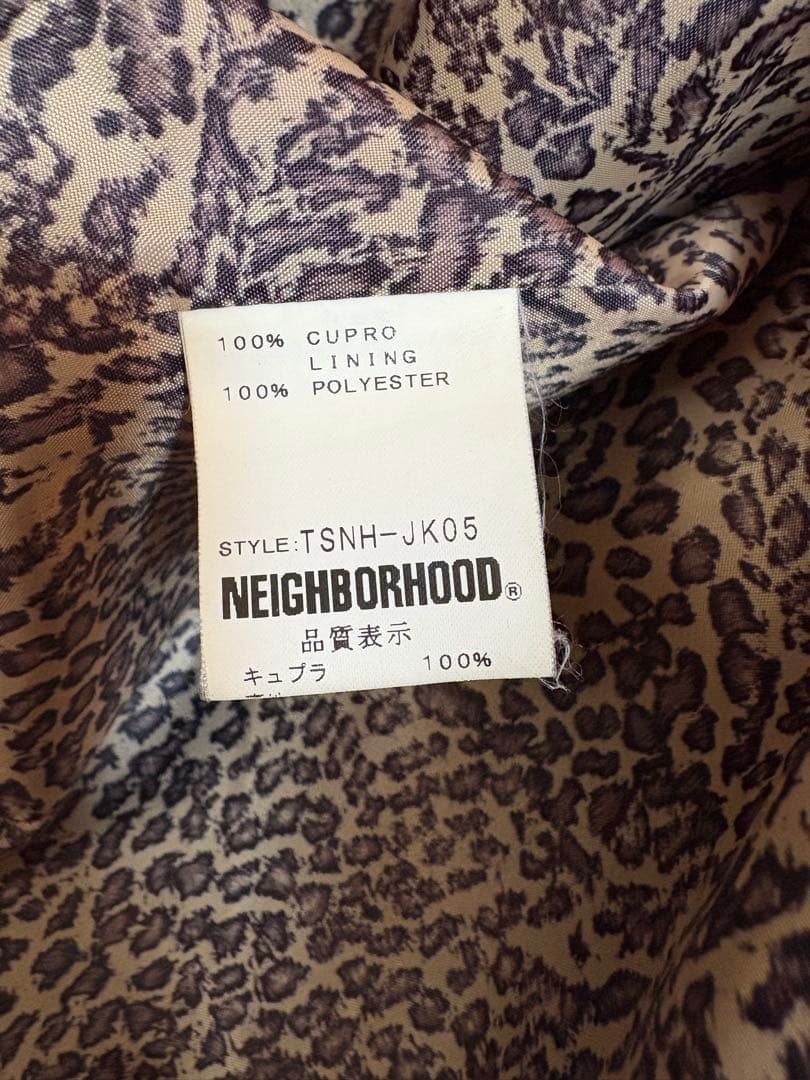 100% CUPRO
LINING
100% POLYESTER
STYLE:TSNH-JK05
NEIGHBORHOOD®
品質表示
キュプラ 100%